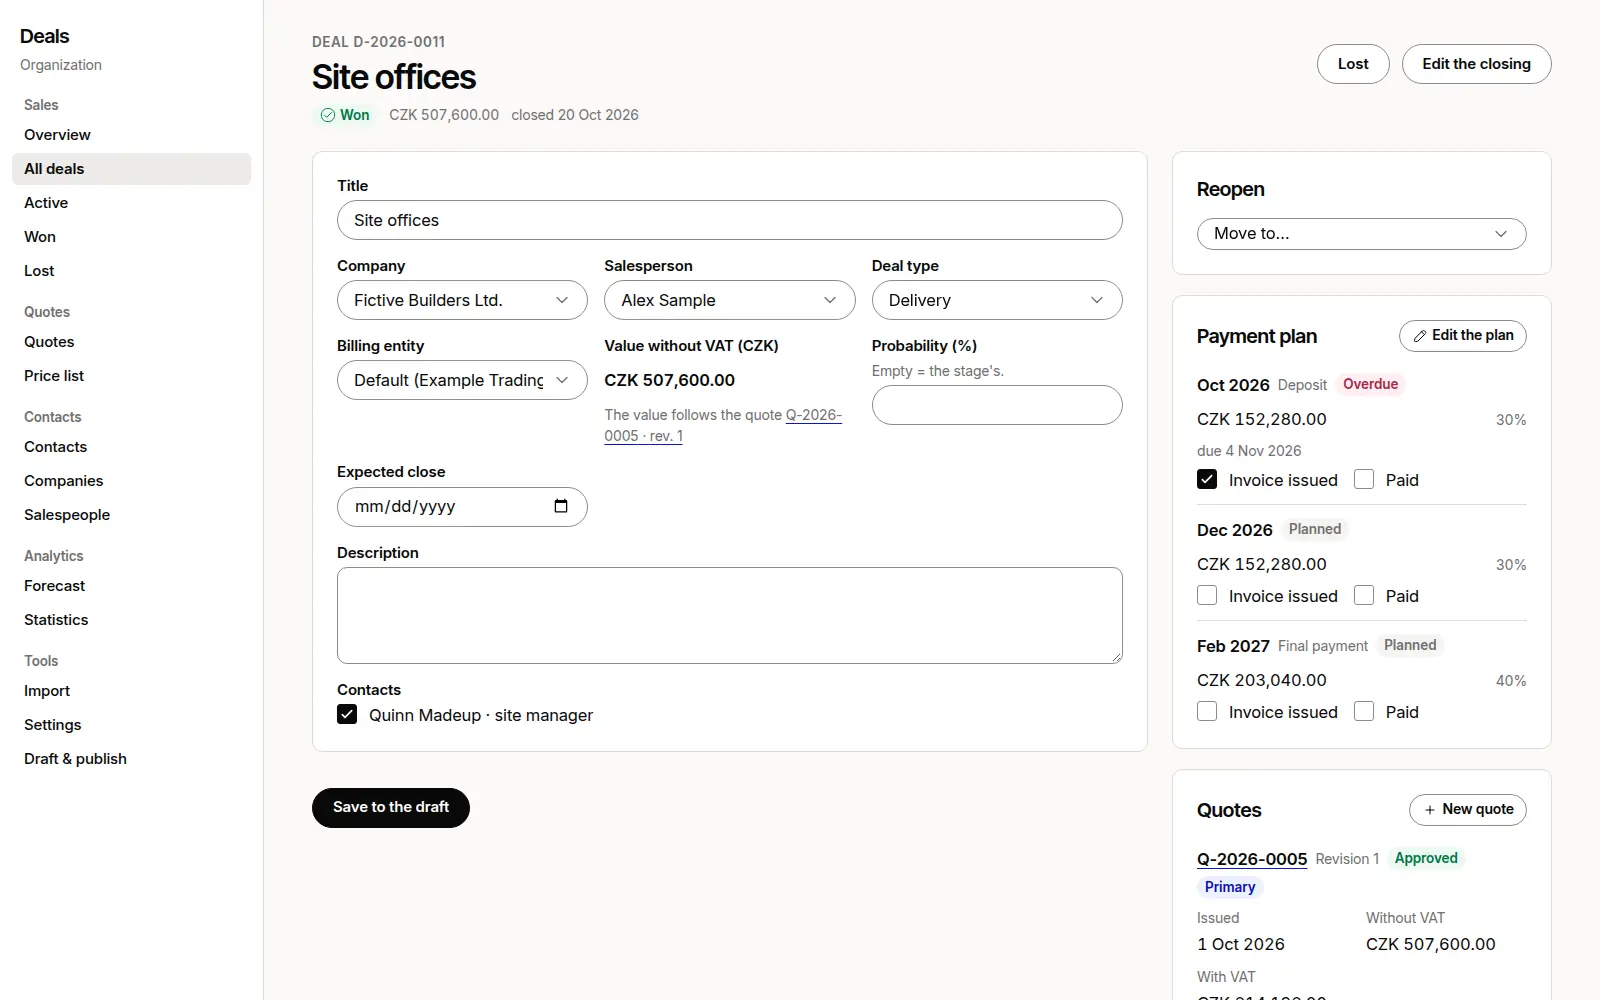 Deals
Organization
Sales
Overview
All deals
Active
Won
Lost
Quotes
Quotes
Price list
Contacts
Contacts
Companies
Salespeople
Analytics
Forecast
Statistics
Tools
Import
Settings
Draft & publish
DEAL D-2026-0011
Site offices
Won CZK 507,600.00 closed 20 Oct 2026
Lost
Edit the closing
Title
Site offices
Company
Fictive Builders Ltd.
Salesperson
Alex Sample
Deal type
Delivery
Billing entity
Default (Example Trading
Value without VAT (CZK)
CZK 507,600.00
The value follows the quote Q-2026-
0005 · rev. 1
Probability (%)
Empty = the stage's.
Expected close
mm/dd/yyyy
Description
Contacts
Quinn Madeup · site manager
Save to the draft
Reopen
Move to...
Payment plan
Edit the plan
Oct 2026 Deposit Overdue
CZK 152,280.00 30%
due 4 Nov 2026
Invoice issued Paid
Dec 2026 Planned
CZK 152,280.00 30%
Invoice issued Paid
Feb 2027 Final payment Planned
CZK 203,040.00 40%
Invoice issued Paid
Quotes
New quote
Q-2026-0005 Revision 1 Approved
Primary
Issued Without VAT
1 Oct 2026 CZK 507,600.00
With VAT